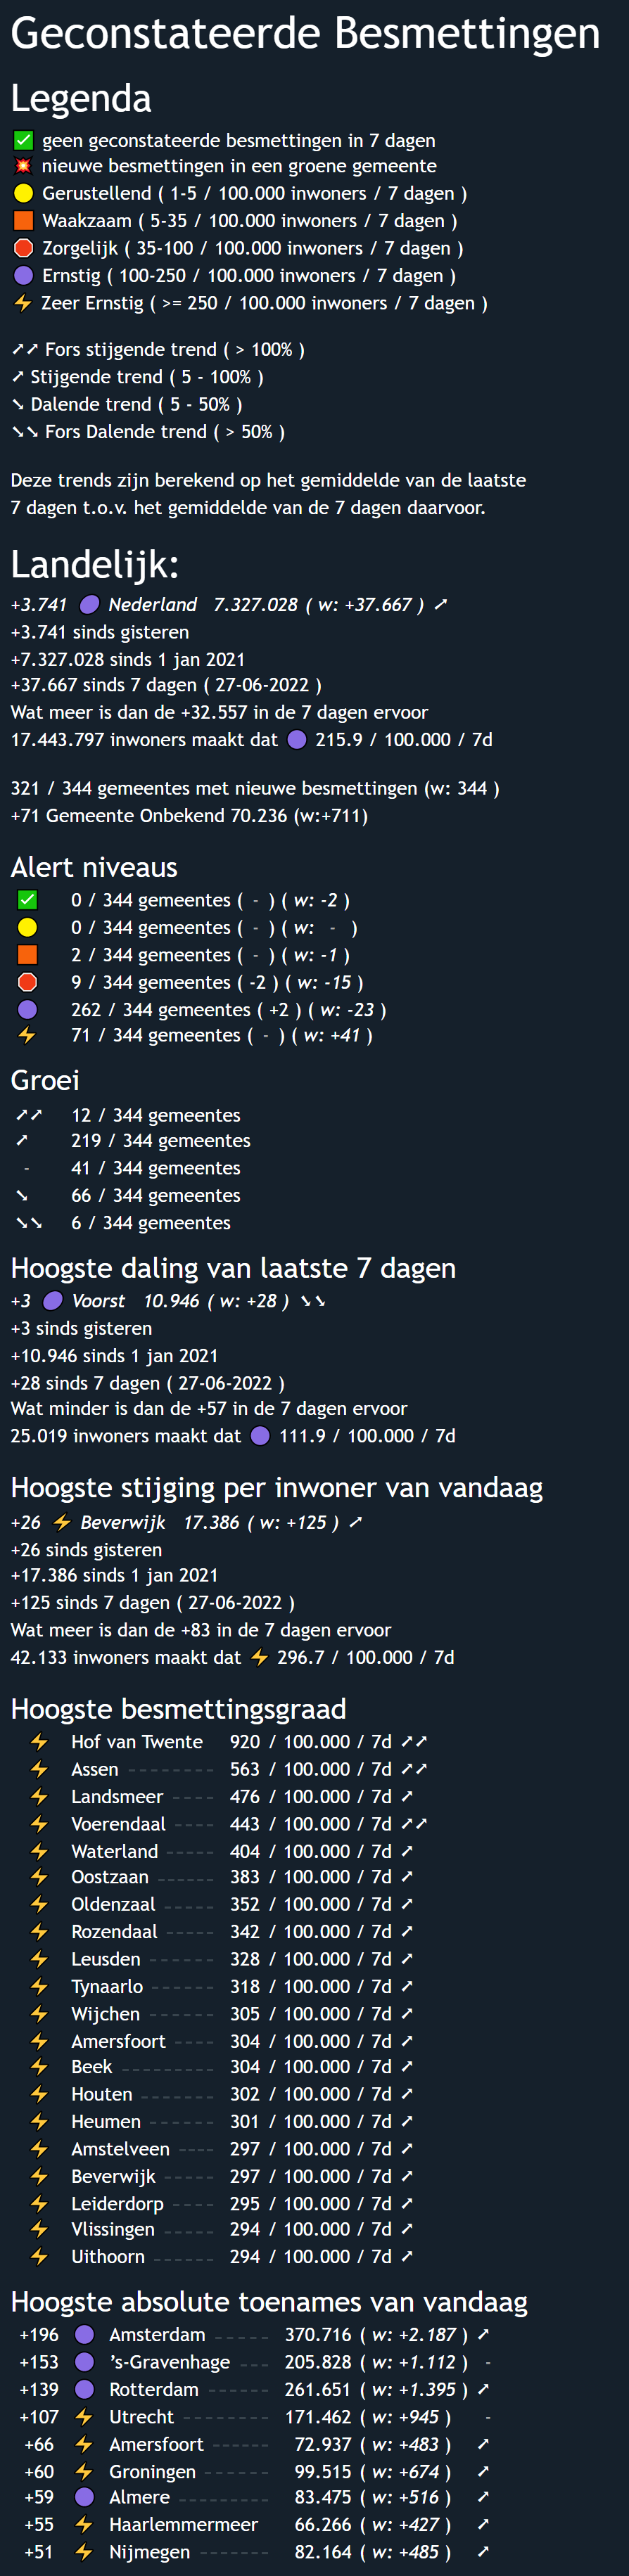 Geconstateerde Besmettingen
Legenda
✅ geen geconstateerde besmettingen in 7 dagen
💥 nieuwe besmettingen in een groene gemeente
🟡 Gerustellend ( 1-5 / 100.000 inwoners / 7 dagen )
🟧 Waakzaam ( 5-35 / 100.000 inwoners / 7 dagen )
🛑 Zorgelijk ( 35-100 / 100.000 inwoners / 7 dagen )
🟣 Ernstig ( 100-250 / 100.000 inwoners / 7 dagen )
⚡ Zeer Ernstig ( >= 250 / 100.000 inwoners / 7 dagen )
➚➚ Fors stijgende trend ( > 100% )
➚ Stijgende trend ( 5 - 100% )
➘ Dalende trend ( 5 - 50% )
➘➘ Fors Dalende trend ( > 50% )
Deze trends zijn berekend op het gemiddelde van de laatste
7 dagen t.o.v. het gemiddelde van de 7 dagen daarvoor.
Landelijk:
+3.741 🟣 Nederland 7.327.028 ( w: +37.667 ) ➚
+3.741 sinds gisteren
+7.327.028 sinds 1 jan 2021
+37.667 sinds 7 dagen ( 27-06-2022 )
Wat meer is dan de +32.557 in de 7 dagen ervoor
17.443.797 inwoners maakt dat 🟣 215.9 / 100.000 / 7d
321 / 344 gemeentes met nieuwe besmettingen (w: 344 )
+71 Gemeente Onbekend 70.236 (w:+711)
Alert niveaus
✅ 0 / 344 gemeentes ( - ) ( w: -2 )
🟡 0 / 344 gemeentes ( - ) ( w: - )
🟧 2 / 344 gemeentes ( - ) ( w: -1 )
🛑 9 / 344 gemeentes ( -2 ) ( w: -15 )
🟣 262 / 344 gemeentes ( +2 ) ( w: -23 )
⚡ 71 / 344 gemeentes ( - ) ( w: +41 )
Groei
➚➚ 12 / 344 gemeentes
➚ 219 / 344 gemeentes
- 41 / 344 gemeentes
➘ 66 / 344 gemeentes
➘➘ 6 / 344 gemeentes
Hoogste daling van laatste 7 dagen
+3 🟣 Voorst 10.946 ( w: +28 ) ➘➘
+3 sinds gisteren
+10.946 sinds 1 jan 2021
+28 sinds 7 dagen ( 27-06-2022 )
Wat minder is dan de +57 in de 7 dagen ervoor
25.019 inwoners maakt dat 🟣 111.9 / 100.000 / 7d
Hoogste stijging per inwoner van vandaag
+26 ⚡ Beverwijk 17.386 ( w: +125 ) ➚
+26 sinds gisteren
+17.386 sinds 1 jan 2021
+125 sinds 7 dagen ( 27-06-2022 )
Wat meer is dan de +83 in de 7 dagen ervoor
42.133 inwoners maakt dat ⚡ 296.7 / 100.000 / 7d
Hoogste besmettingsgraad
⚡ Hof van Twente 920 / 100.000 / 7d ➚➚
⚡ Assen -------- 563 / 100.000 / 7d ➚➚
⚡ Landsmeer ---- 476 / 100.000 / 7d ➚
⚡ Voerendaal ---- 443 / 100.000 / 7d ➚➚
⚡ Waterland ----- 404 / 100.000 / 7d ➚
⚡ Oostzaan ------ 383 / 100.000 / 7d ➚
⚡ Oldenzaal ----- 352 / 100.000 / 7d ➚
⚡ Rozendaal ----- 342 / 100.000 / 7d ➚
⚡ Leusden ------ 328 / 100.000 / 7d ➚
⚡ Tynaarlo ------ 318 / 100.000 / 7d ➚
⚡ Wijchen ------ 305 / 100.000 / 7d ➚
⚡ Amersfoort ---- 304 / 100.000 / 7d ➚
⚡ Beek --------- 304 / 100.000 / 7d ➚
⚡ Houten ------- 302 / 100.000 / 7d ➚
⚡ Heumen ------ 301 / 100.000 / 7d ➚
⚡ Amstelveen ---- 297 / 100.000 / 7d ➚
⚡ Beverwijk ----- 297 / 100.000 / 7d ➚
⚡ Leiderdorp ---- 295 / 100.000 / 7d ➚
⚡ Vlissingen ----- 294 / 100.000 / 7d ➚
⚡ Uithoorn ------ 294 / 100.000 / 7d ➚
Hoogste absolute toenames van vandaag
+196 🟣 Amsterdam ------ 370.716 ( w: +2.187 ) ➚
+153 🟣 's-Gravenhage --- 205.828 ( w: +1.112 ) -
+139 🟣 Rotterdam ------- 261.651 ( w: +1.395 ) ➚
+107 ⚡ Utrecht --------- 171.462 ( w: +945 ) -
+66 ⚡ Amersfoort ------ 72.937 ( w: +483 ) ➚
+60 ⚡ Groningen ------- 99.515 ( w: +674 ) ➚
+59 🟣 Almere --------- 83.475 ( w: +516 ) ➚
+55 ⚡ Haarlemmermeer 66.266 ( w: +427 ) ➚
+51 ⚡ Nijmegen ------- 82.164 ( w: +485 ) ➚